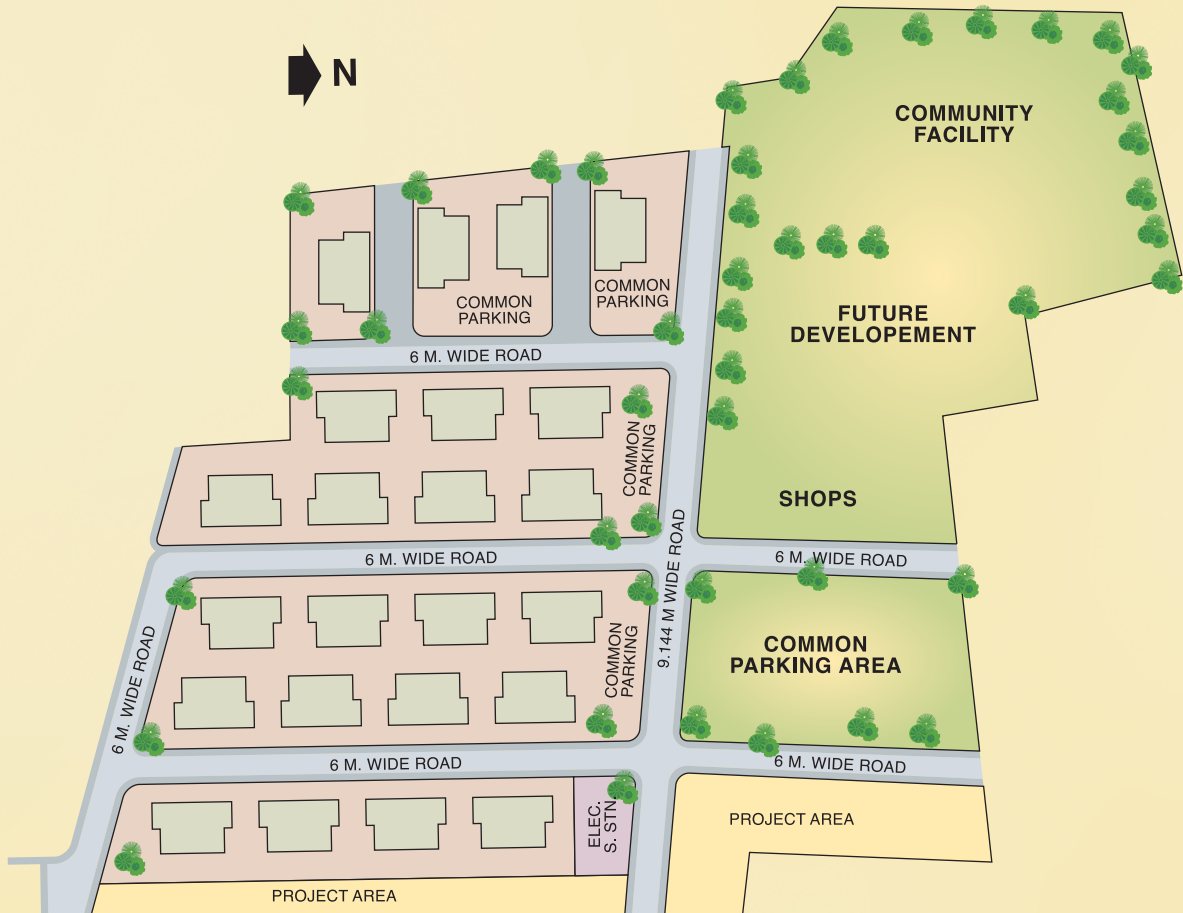 N
COMMUNITY
FACILITY
COMMON
PARKING
COMMON
PARKING
FUTURE
DEVELOPEMENT
6 M. WIDE ROAD
COMMON
PARKING
SHOPS
9.144 M WIDE ROAD
6 M. WIDE ROAD
6 M. WIDE ROAD
6 M. WIDE ROAD
COMMON
PARKING
COMMON
PARKING AREA
6 M. WIDE ROAD
6 M. WIDE ROAD
ELEC.
S. STN.
PROJECT AREA
PROJECT AREA